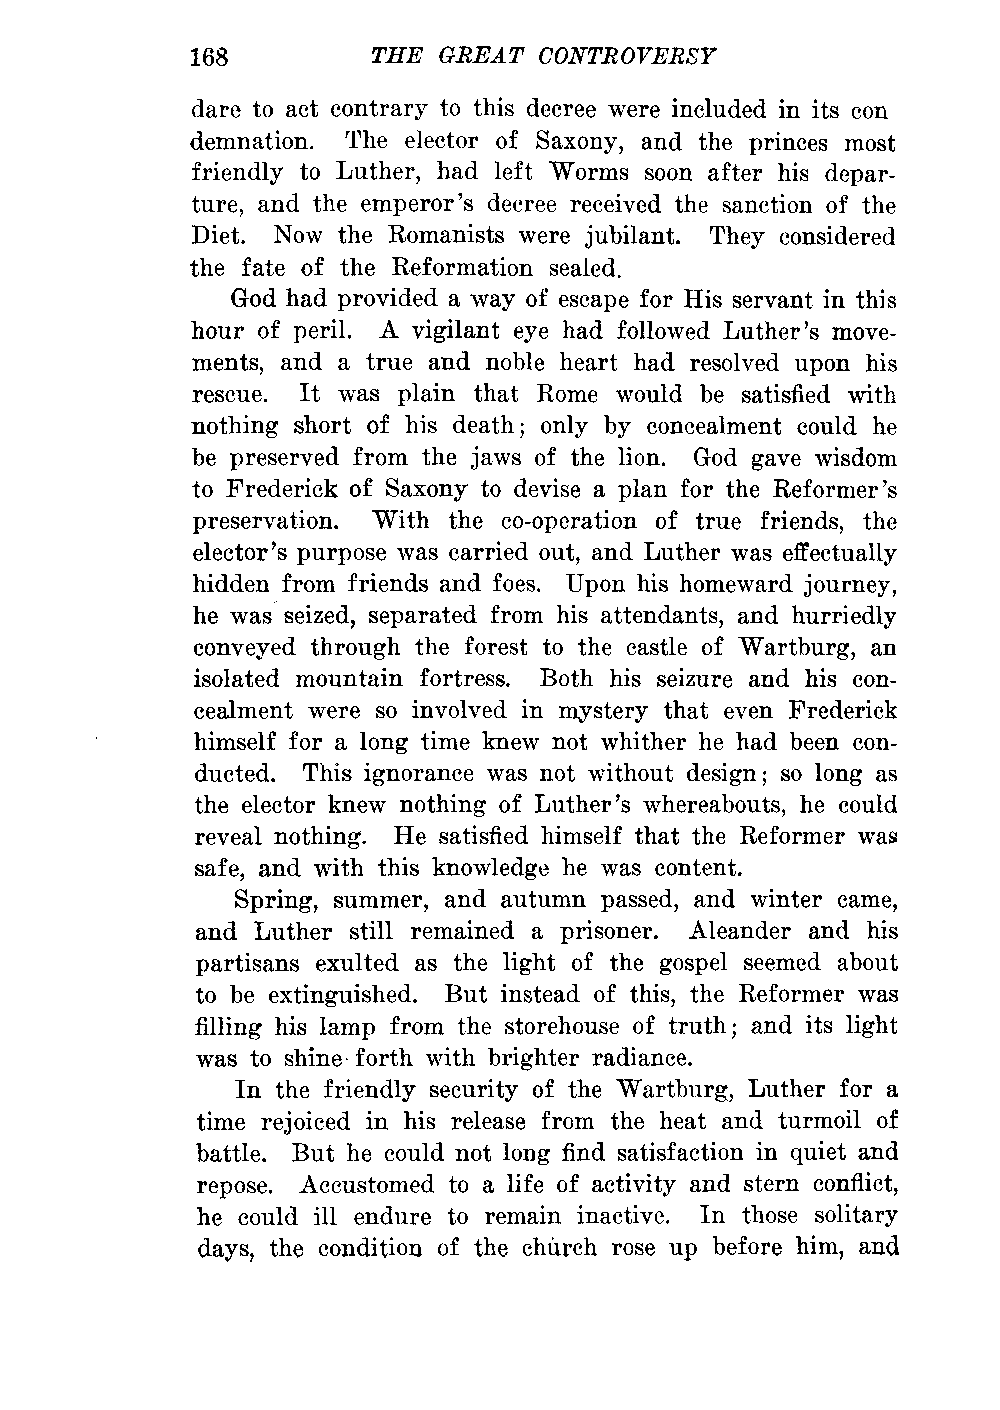 168 THE GREAT CONTROVERSY
dare to act contrary to this decree were included in its con
demnation. The elector of Saxony, and the princes most
friendly to Luther, had left Worms soon after his depar-
ture, and the emperor's decree received the sanction of the
Diet. Now the Romanists were jubilant. They considered
the fate of the Reformation sealed.
God had provided a way of escape for His servant in this
hour of peril. A vigilant eye had followed Luther's move-
ments, and a true and noble heart had resolved upon his
rescue. It was plain that Rome would be satisfied with
nothing short of his death; only by concealment could he
be preserved from the jaws of the lion. God gave wisdom
to Frederick of Saxony to devise a plan for the Reformer's
preservation. With the co-operation of true friends, the
elector's purpose was carried out, and Luther was effectually
hidden from friends and foes. Upon his homeward journey,
he was seized, separated from his attendants, and hurriedly
conveyed through the forest to the castle of Wartburg, an
isolated mountain fortress. Both his seizure and his con-
cealment were so involved in mystery that even Frederick
himself for a long time knew not whither he had been con-
ducted. This ignorance was not without design; so long as
the elector knew nothing of Luther's whereabouts, he could
reveal nothing. He satisfied himself that the Reformer was
safe, and with this knowledge he was content.
Spring, summer, and autumn passed, and winter came,
and Luther still remained a prisoner. Aleander and his
partisans exulted as the light of the gospel seemed about
to be extinguished. But instead of this, the Reformer was
filling his lamp from the storehouse of truth; and its light
was to shine forth with brighter radiance.
In the friendly security of the Wartburg, Luther for a
time rejoiced in his release from the heat and turmoil of
battle. But he could not long find satisfaction in quiet and
repose. Accustomed to a life of activity and stern conflict,
he could ill endure to remain inactive. In those solitary
days, the condition of the church rose up before him, and